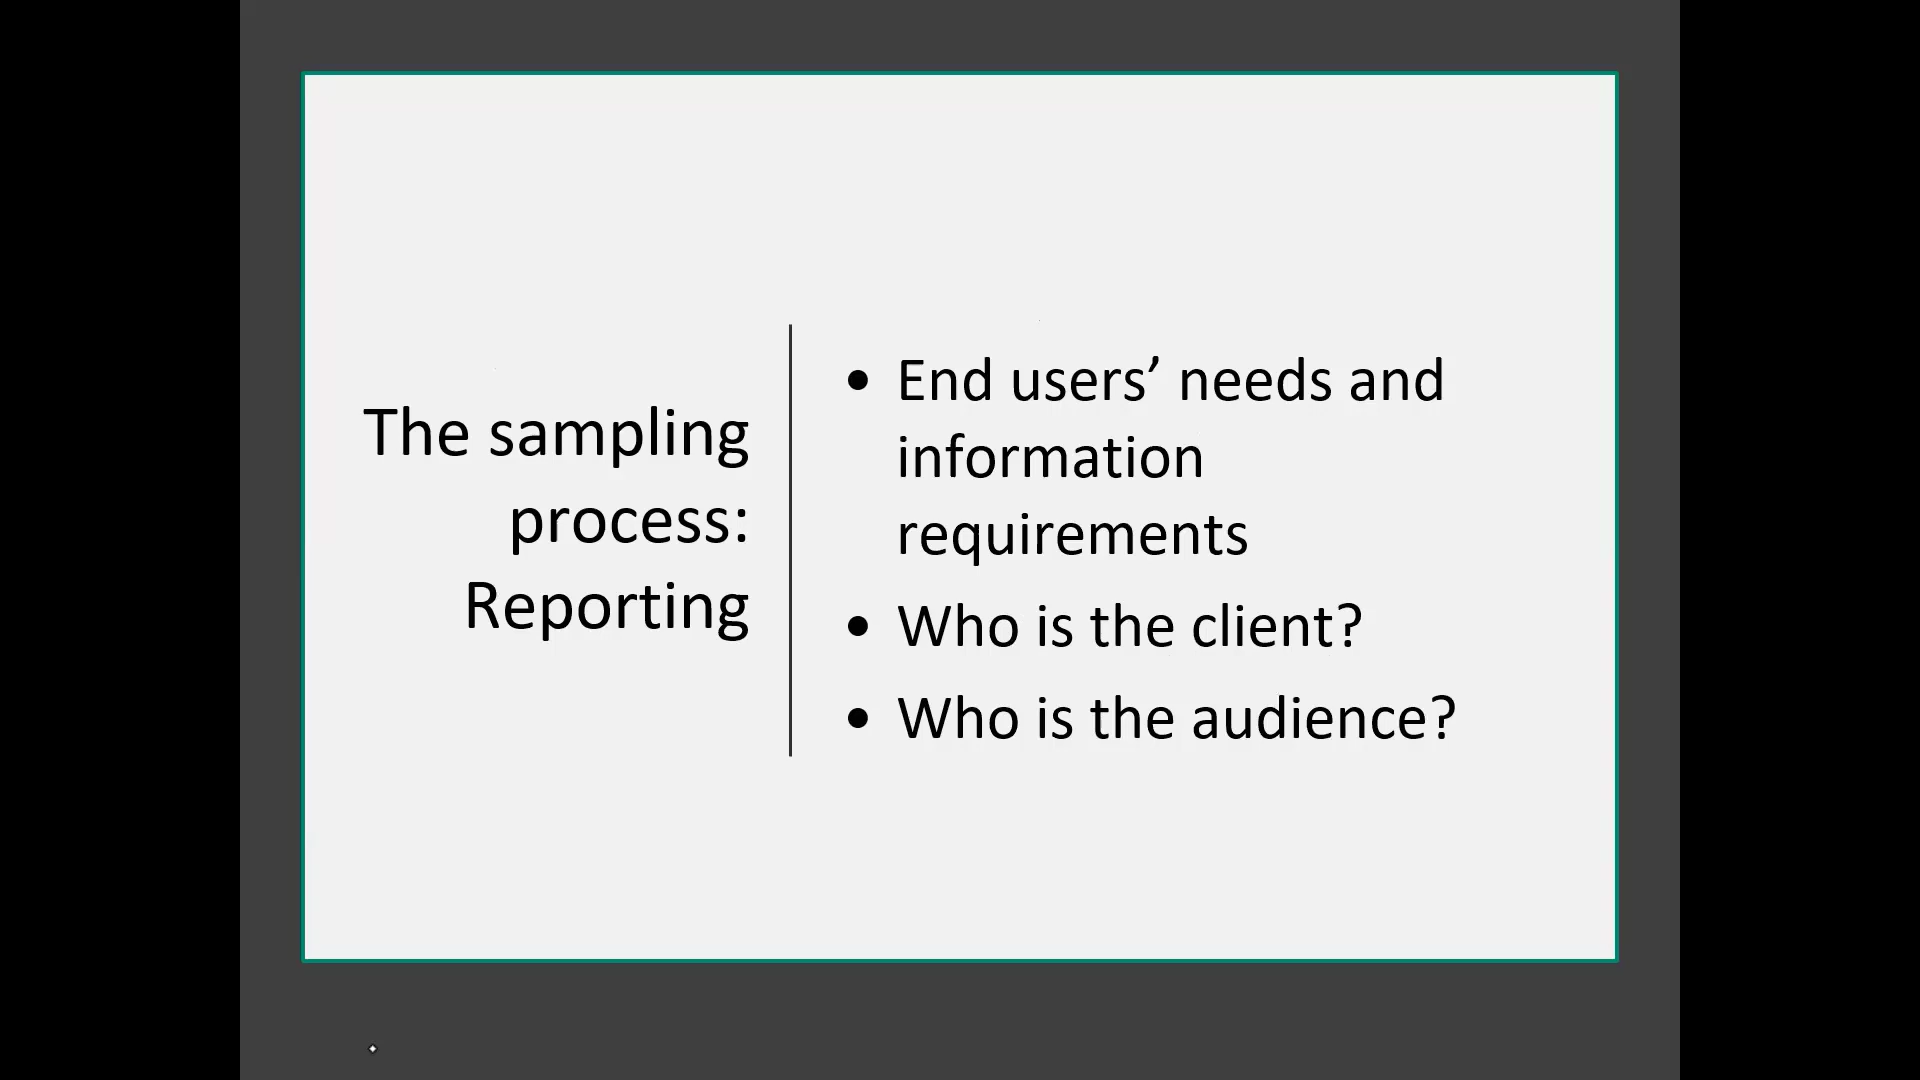 The sampling
process:
Reporting
• End users’ needs and
information
requirements
• Who is the client?
• Who is the audience?